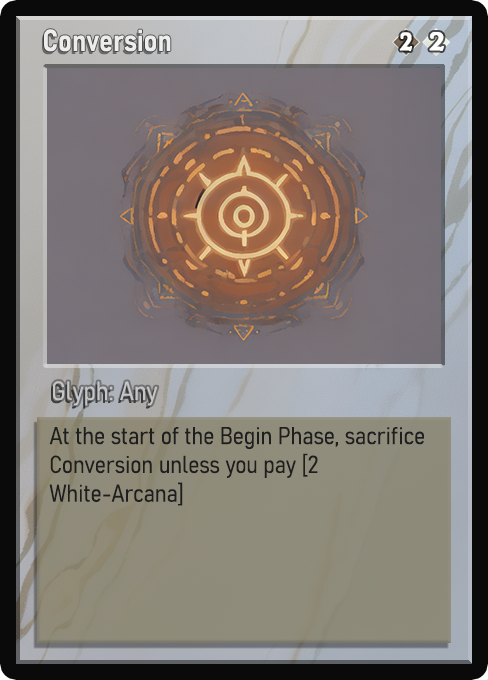 Conversion 2 2
Glyph: Any
At the start of the Begin Phase, sacrifice
Conversion unless you pay [2
White-Arcana]